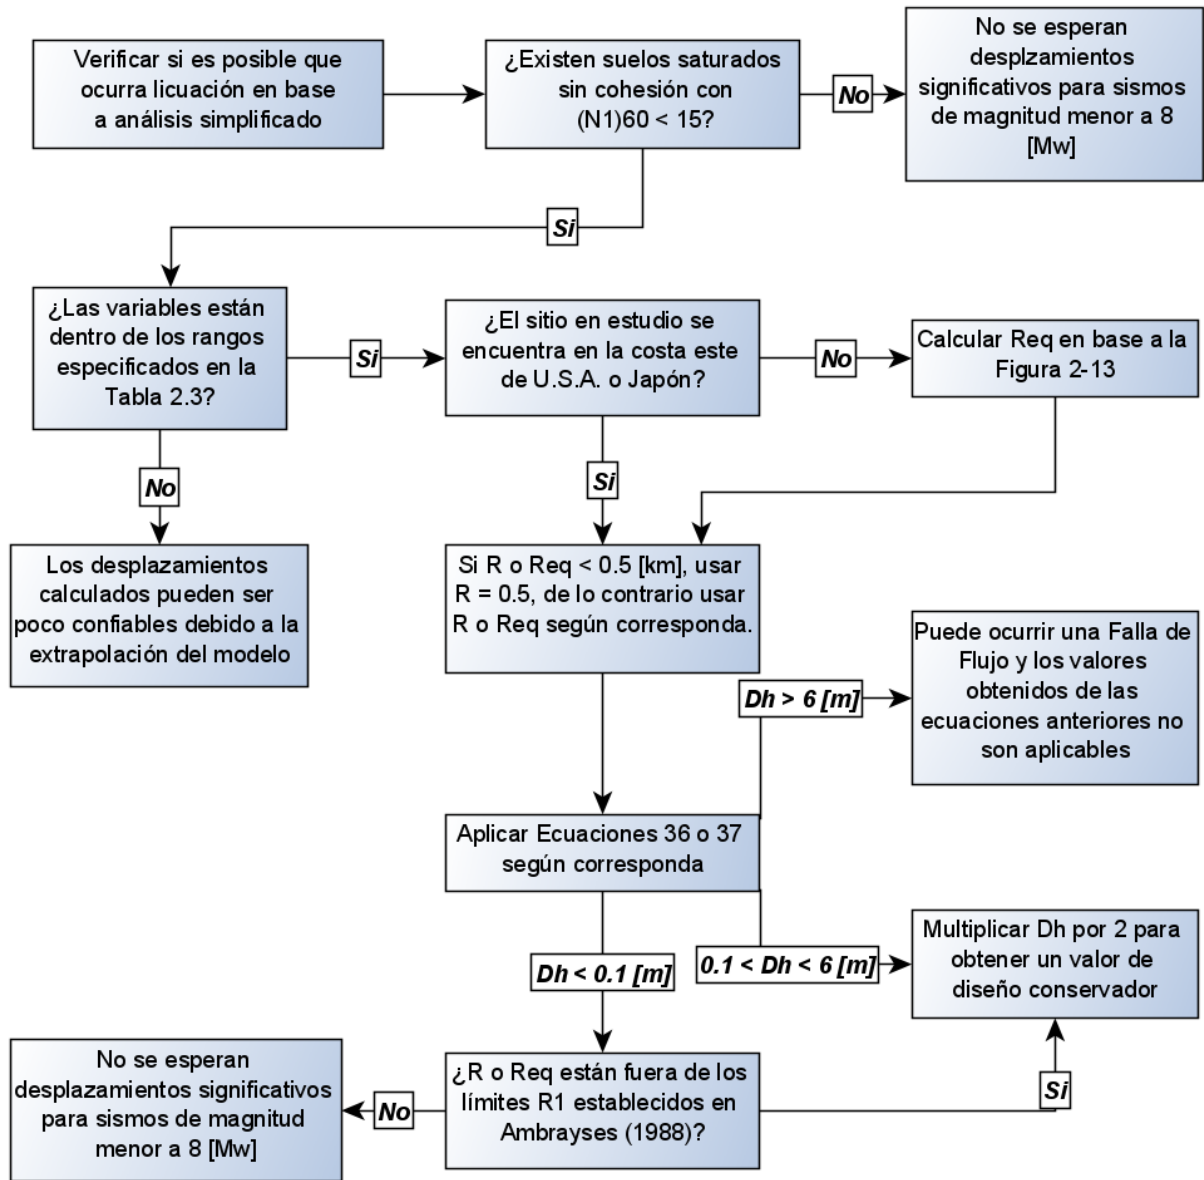 Verificar si es posible que
ocurra licuación en base
a análisis simplificado
¿Existen suelos saturados
sin cohesión con
(N1)60 < 15?
No
No se esperan
desplzamientos
significativos para sismos
de magnitud menor a 8
[Mw]
Si
¿Las variables están
dentro de los rangos
especificados en la
Tabla 2.3?
Si
¿El sitio en estudio se
encuentra en la costa este
de U.S.A. o Japón?
No
Calcular Req en base a la
Figura 2-13
No
Si
Los desplazamientos
calculados pueden ser
poco confiables debido a la
extrapolación del modelo
Si R o Req < 0.5 [km], usar
R = 0.5, de lo contrario usar
R o Req según corresponda.
Dh > 6 [m]
Puede ocurrir una Falla de
Flujo y los valores
obtenidos de las
ecuaciones anteriores no
son aplicables
Aplicar Ecuaciones 36 o 37
según corresponda
Dh < 0.1 [m]
0.1 < Dh < 6 [m]
Multiplicar Dh por 2 para
obtener un valor de
diseño conservador
No se esperan
desplazamientos significativos
para sismos de magnitud
menor a 8 [Mw]
No
¿R o Req están fuera de los
límites R1 establecidos en
Ambrayses (1988)?
Si